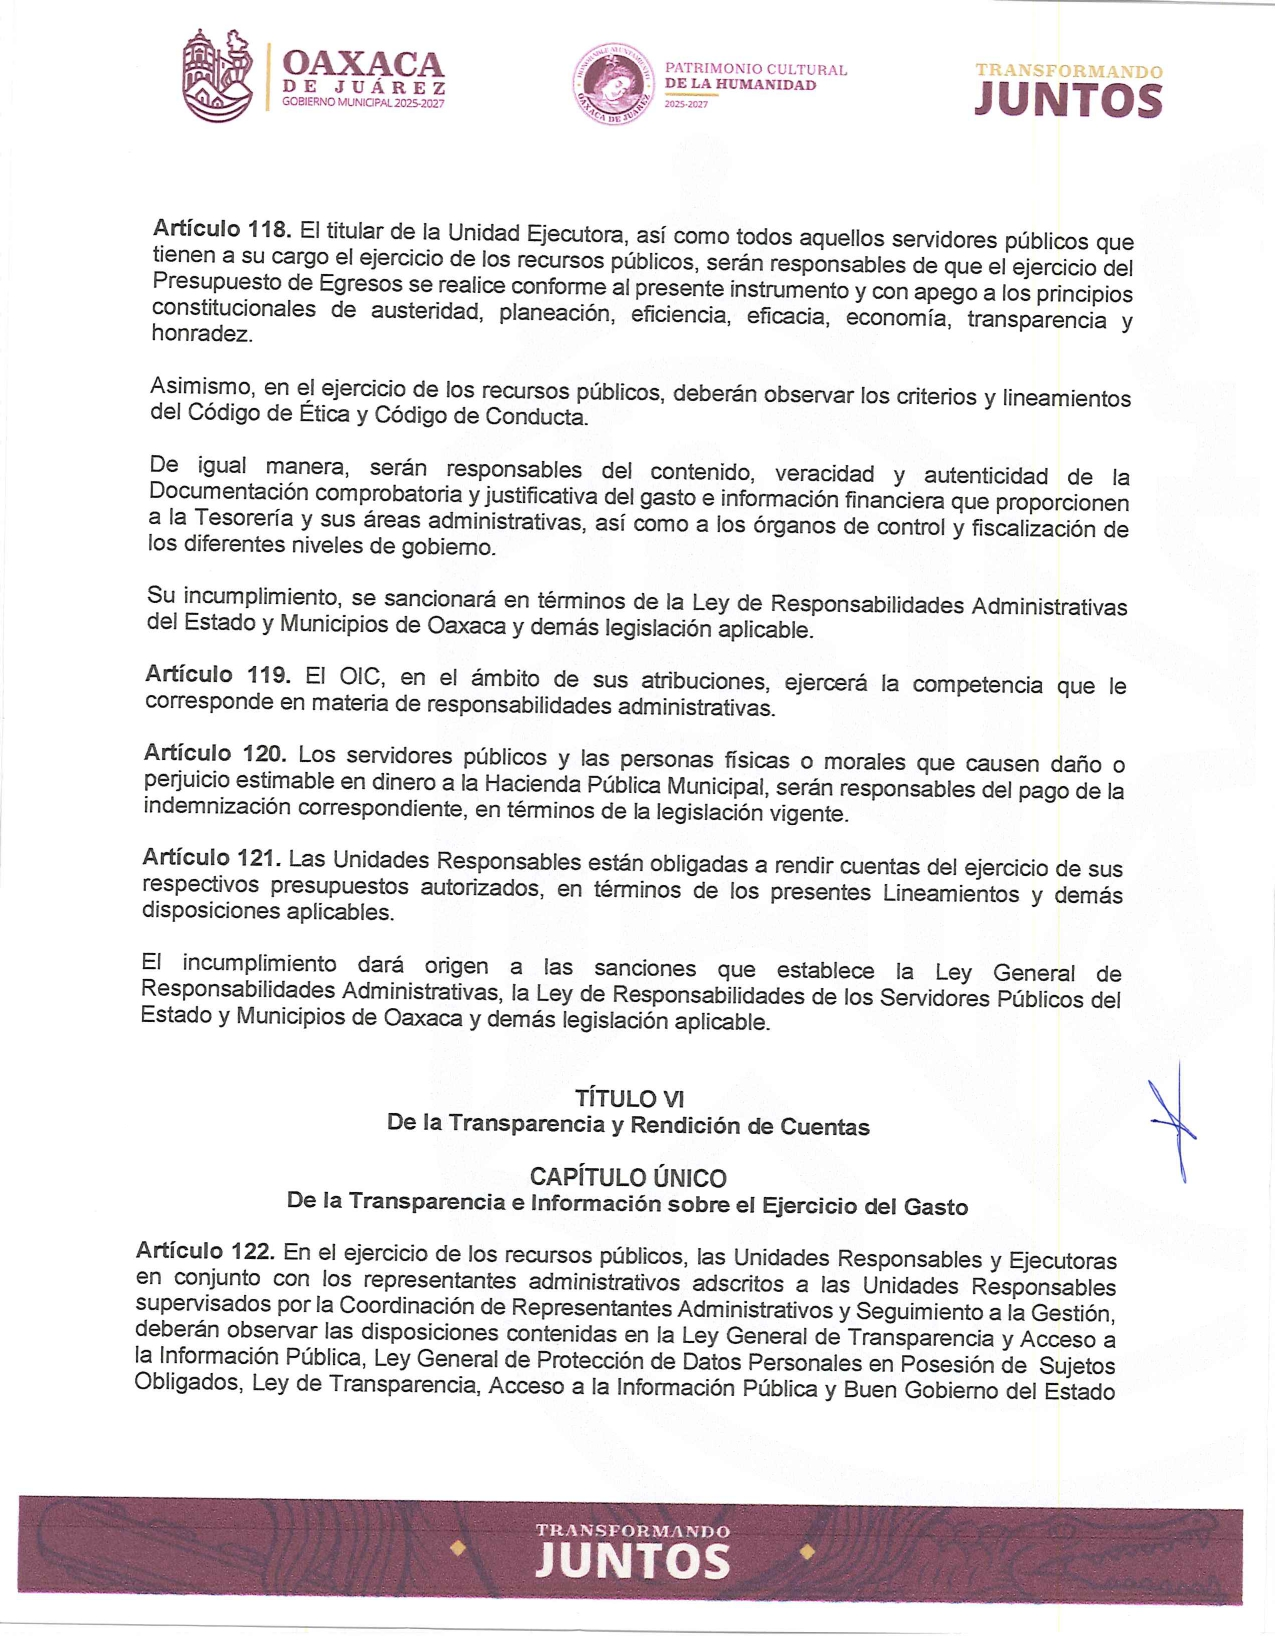 OAXACA
DE JUÁREZ
GOBIERNO MUNICIPAL 2025-2027
HONORABLE AYUNTAMIENTO
OAXACA DE JUÁREZ
PATRIMONIO CULTURAL
DE LA HUMANIDAD
2025-2027
TRANSFORMANDO
JUNTOS
Artículo 118. El titular de la Unidad Ejecutora, así como todos aquellos servidores públicos que
tienen a su cargo el ejercicio de los recursos públicos, serán responsables de que el ejercicio del
Presupuesto de Egresos se realice conforme al presente instrumento y con apego a los principios
constitucionales de austeridad, planeación, eficiencia, eficacia, economía, transparencia y
honradez.
Asimismo, en el ejercicio de los recursos públicos, deberán observar los criterios y lineamientos
del Código de Ética y Código de Conducta.
De igual manera, serán responsables del contenido, veracidad y autenticidad de la
Documentación comprobatoria y justificativa del gasto e información financiera que proporcionen
a la Tesorería y sus áreas administrativas, así como a los órganos de control y fiscalización de
los diferentes niveles de gobierno.
Su incumplimiento, se sancionará en términos de la Ley de Responsabilidades Administrativas
del Estado y Municipios de Oaxaca y demás legislación aplicable.
Artículo 119. El OIC, en el ámbito de sus atribuciones, ejercerá la competencia que le
corresponde en materia de responsabilidades administrativas.
Artículo 120. Los servidores públicos y las personas físicas o morales que causen daño o
perjuicio estimable en dinero a la Hacienda Pública Municipal, serán responsables del pago de la
indemnización correspondiente, en términos de la legislación vigente.
Artículo 121. Las Unidades Responsables están obligadas a rendir cuentas del ejercicio de sus
respectivos presupuestos autorizados, en términos de los presentes Lineamientos y demás
disposiciones aplicables.
El incumplimiento dará origen a las sanciones que establece la Ley General de
Responsabilidades Administrativas, la Ley de Responsabilidades de los Servidores Públicos del
Estado y Municipios de Oaxaca y demás legislación aplicable.
TÍTULO VI
De la Transparencia y Rendición de Cuentas
CAPÍTULO ÚNICO
De la Transparencia e Información sobre el Ejercicio del Gasto
Artículo 122. En el ejercicio de los recursos públicos, las Unidades Responsables y Ejecutoras
en conjunto con los representantes administrativos adscritos a las Unidades Responsables
supervisados por la Coordinación de Representantes Administrativos y Seguimiento a la Gestión,
deberán observar las disposiciones contenidas en la Ley General de Transparencia y Acceso a
la Información Pública, Ley General de Protección de Datos Personales en Posesión de Sujetos
Obligados, Ley de Transparencia, Acceso a la Información Pública y Buen Gobierno del Estado
TRANSFORMANDO
JUNTOS